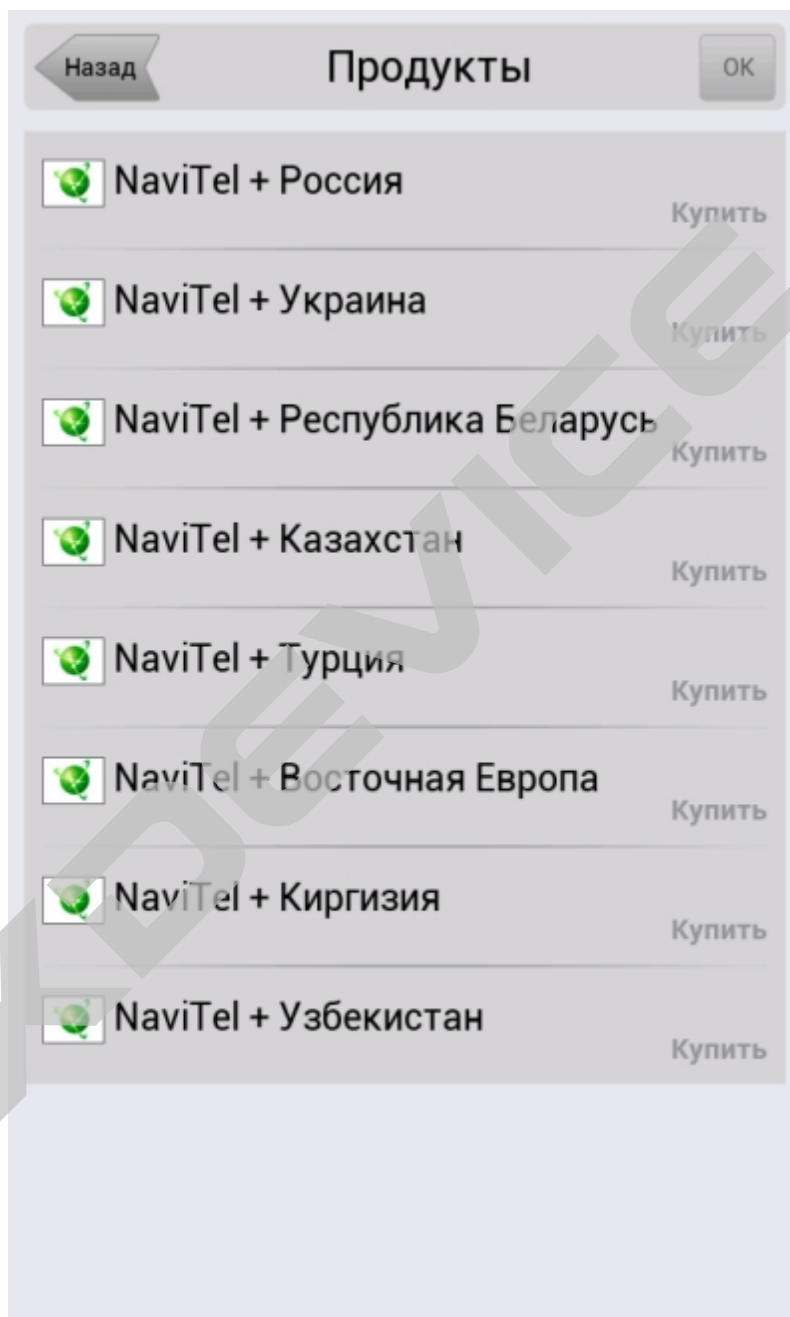 Назад
Продукты
ОК
NaviTel + Россия
Купить
NaviTel + Украина
Купить
NaviTel + Республика Беларусь
Купить
NaviTel + Казахстан
Купить
NaviTel + Турция
Купить
NaviTel + Восточная Европа
Купить
NaviTel + Киргизия
Купить
NaviTel + Узбекистан
Купить
XDEVICE